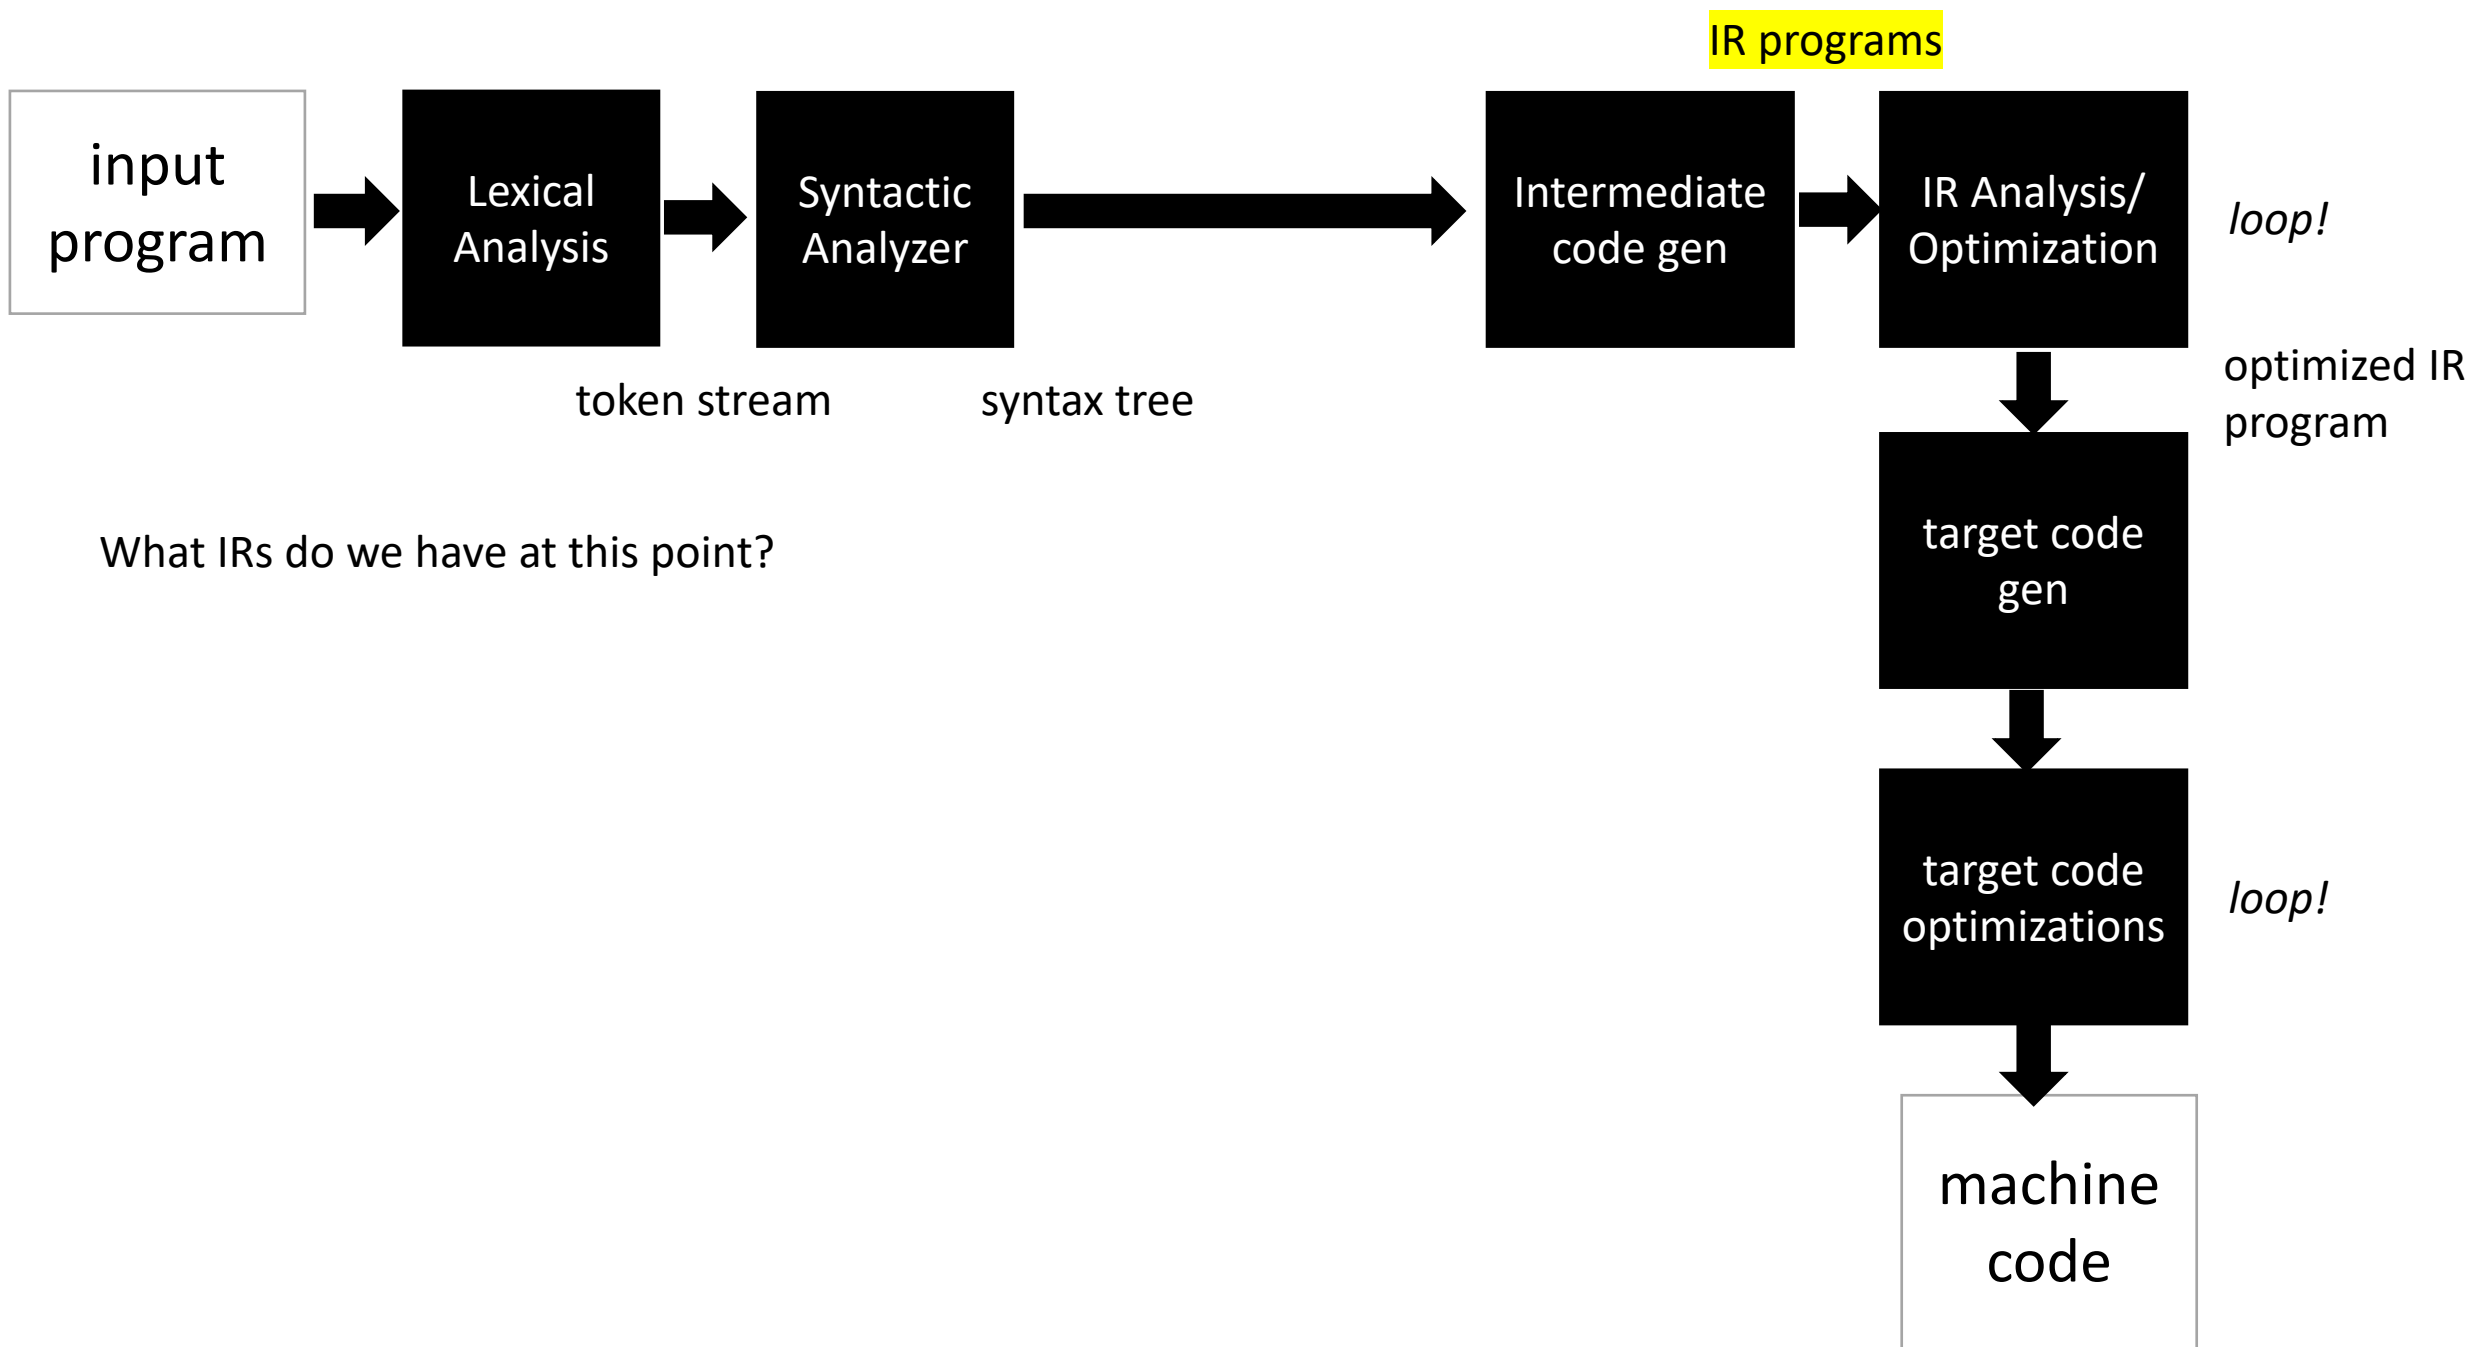 IR programs
input
program
Lexical
Analysis
Syntactic
Analyzer
Intermediate
code gen
IR Analysis/
Optimization
loop!
token stream
syntax tree
optimized IR
program
What IRs do we have at this point?
target code
gen
target code
optimizations
loop!
machine
code